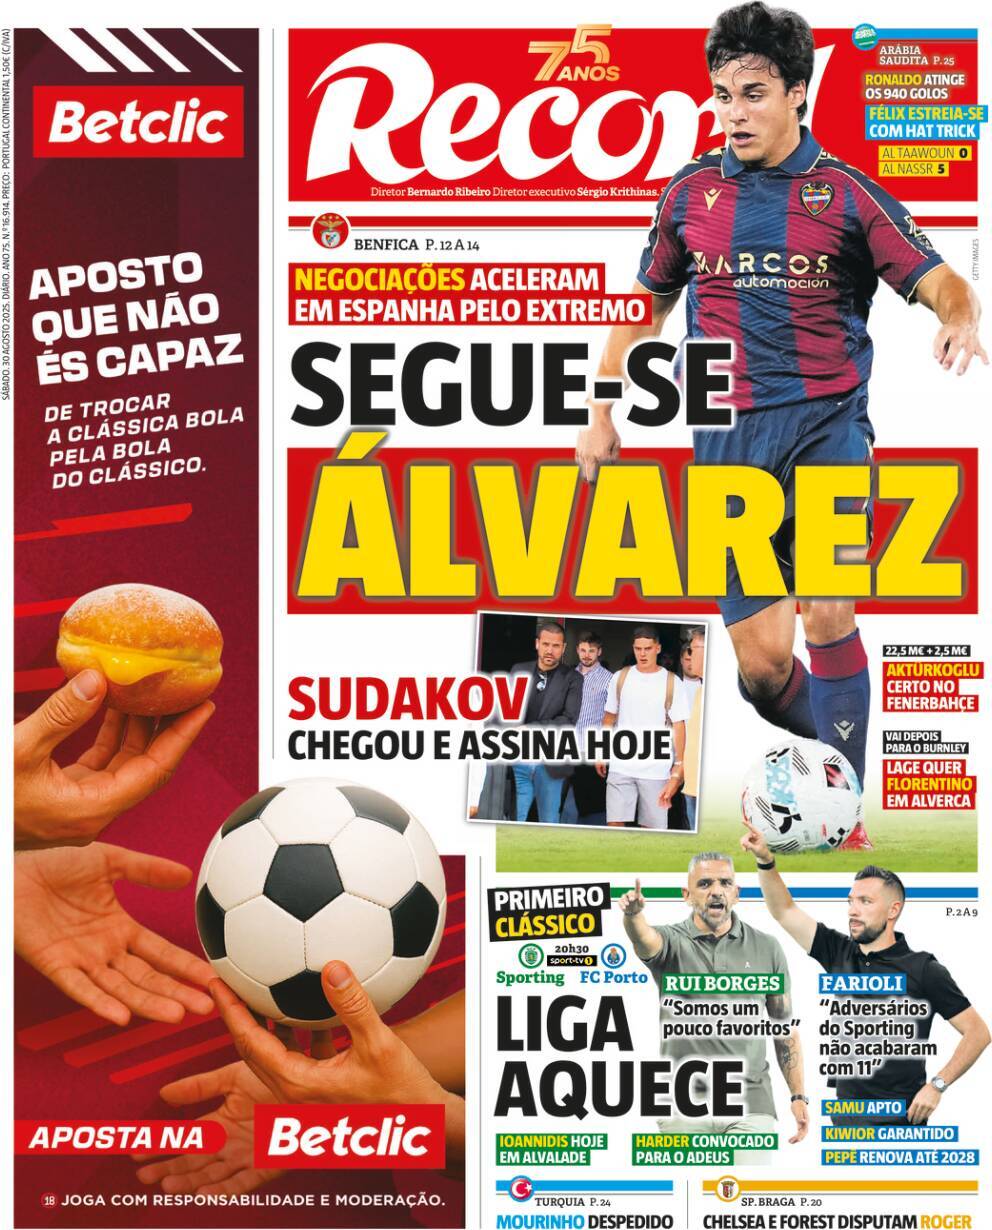 SÁBADO. 30 AGOSTO 2025. DIÁRIO. ANO 75. N.º 16.914. PREÇO: PORTUGAL CONTINENTAL 1,50€ (C/IVA)
Betclic
APOSTO
QUE NÃO
ÉS CAPAZ
DE TROCAR
A CLÁSSICA BOLA
PELA BOLA
DO CLÁSSICO.
APOSTA NA
Betclic
18 JOGA COM RESPONSABILIDADE E MODERAÇÃO.
75
ANOS
Record
Diretor Bernardo Ribeiro Diretor executivo Sérgio Krithinas.
ARÁBIA
SAUDITA P. 25
RONALDO ATINGE
OS 940 GOLOS
FÉLIX ESTREIA-SE
COM HAT TRICK
AL TAAWOUN 0
AL NASSR 5
GETTY IMAGES
BENFICA P. 12 A 14
NEGOCIAÇÕES ACELERAM
EM ESPANHA PELO EXTREMO
SEGUE-SE
ÁLVAREZ
MARCOS
automoción
SUDAKOV
CHEGOU E ASSINA HOJE
22,5 M€ + 2,5 M€
AKTÜRKOGLU
CERTO NO
FENERBAHÇE
VAI DEPOIS
PARA O BURNLEY
LAGE QUER
FLORENTINO
EM ALVERCA
P. 2 A 9
PRIMEIRO
CLÁSSICO
20h30
sport-tv1
Sporting
FC Porto
LIGA
AQUECE
RUI BORGES
“Somos um
pouco favoritos”
FARIOLI
“Adversários
do Sporting
não acabaram
com 11”
IOANNIDIS HOJE
EM ALVALADE
HARDER CONVOCADO
PARA O ADEUS
SAMU APTO
KIWIOR GARANTIDO
PEPÊ RENOVA ATÉ 2028
TURQUIA P. 24
MOURINHO DESPEDIDO
SP. BRAGA P. 20
CHELSEA E FOREST DISPUTAM ROGER